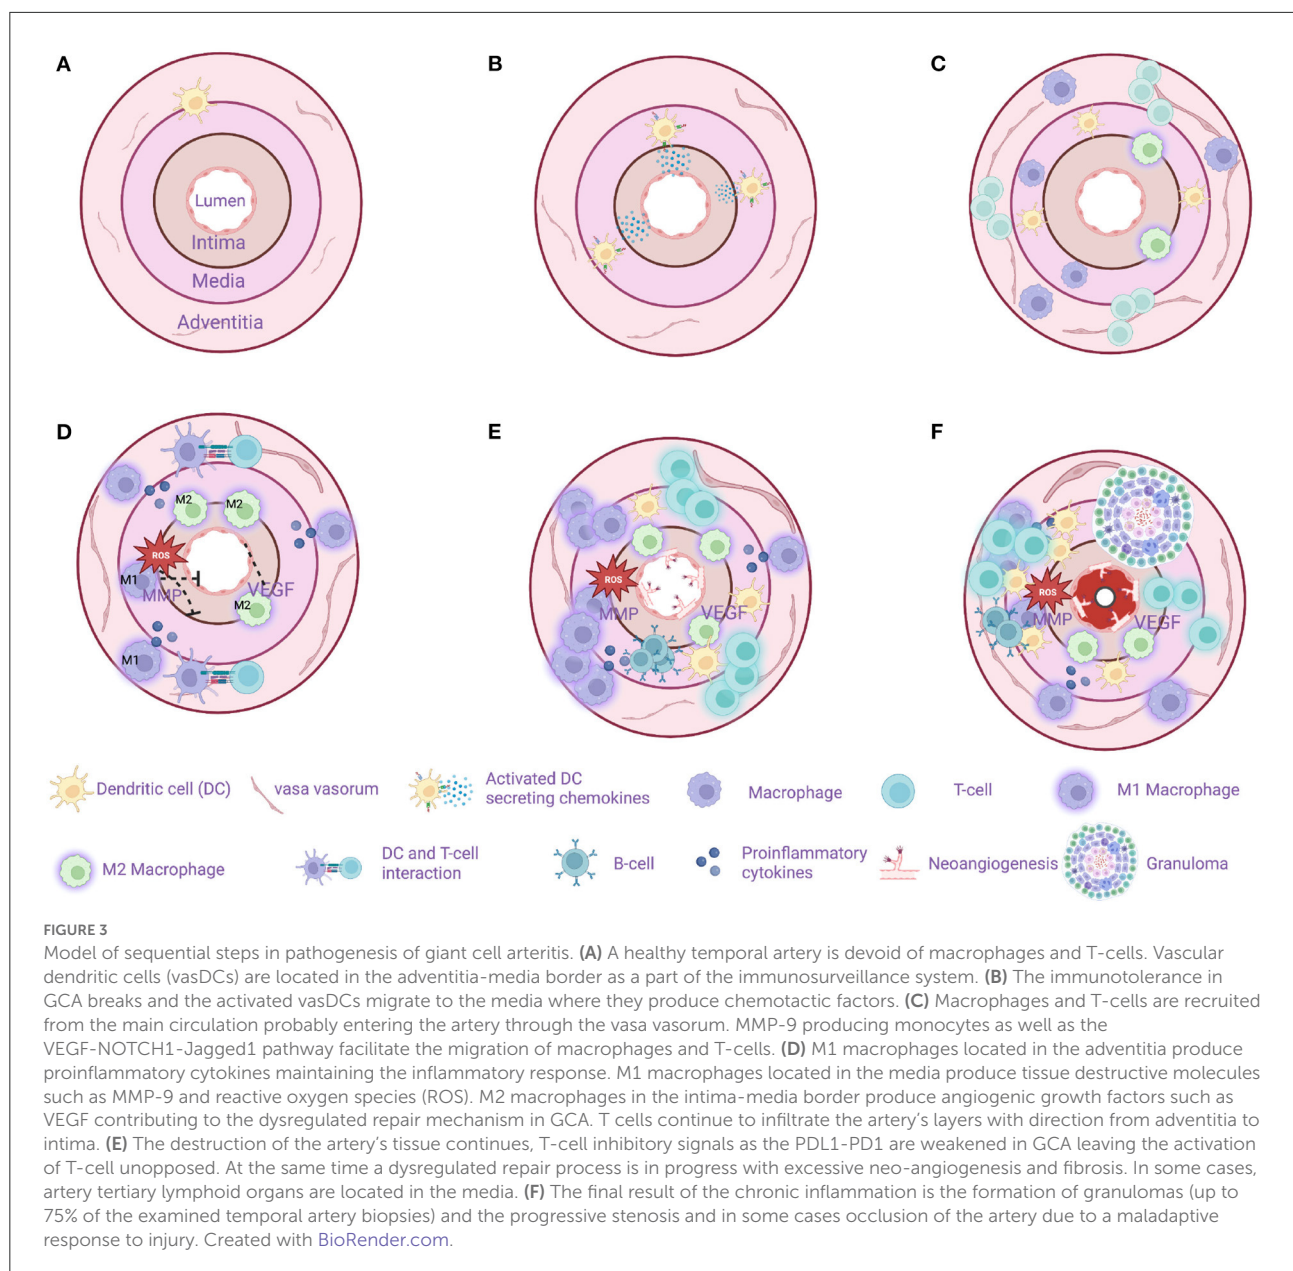 A
B
C
Lumen
Intima
Media
Adventitia
D
E
F
M2
M2
ROS
M1
MMP
M2
VEGF
M1
ROS
MMP
VEGF
ROS
MMP
VEGF
Dendritic cell (DC)
vasa vasorum
Activated DC
secreting chemokines
Macrophage
T-cell
M1 Macrophage
M2 Macrophage
DC and T-cell
interaction
B-cell
Proinflammatory
cytokines
Neoangiogenesis
Granuloma
FIGURE 3
Model of sequential steps in pathogenesis of giant cell arteritis. (A) A healthy temporal artery is devoid of macrophages and T-cells. Vascular
dendritic cells (vasDCs) are located in the adventitia-media border as a part of the immunosurveillance system. (B) The immunotolerance in
GCA breaks and the activated vasDCs migrate to the media where they produce chemotactic factors. (C) Macrophages and T-cells are recruited
from the main circulation probably entering the artery through the vasa vasorum. MMP-9 producing monocytes as well as the
VEGF-NOTCH1-Jagged1 pathway facilitate the migration of macrophages and T-cells. (D) M1 macrophages located in the adventitia produce
proinflammatory cytokines maintaining the inflammatory response. M1 macrophages located in the media produce tissue destructive molecules
such as MMP-9 and reactive oxygen species (ROS). M2 macrophages in the intima-media border produce angiogenic growth factors such as
VEGF contributing to the dysregulated repair mechanism in GCA. T cells continue to infiltrate the artery's layers with direction from adventitia to
intima. (E) The destruction of the artery's tissue continues, T-cell inhibitory signals as the PDL1-PD1 are weakened in GCA leaving the activation
of T-cell unopposed. At the same time a dysregulated repair process is in progress with excessive neo-angiogenesis and fibrosis. In some cases,
artery tertiary lymphoid organs are located in the media. (F) The final result of the chronic inflammation is the formation of granulomas (up to
75% of the examined temporal artery biopsies) and the progressive stenosis and in some cases occlusion of the artery due to a maladaptive
response to injury. Created with BioRender.com.